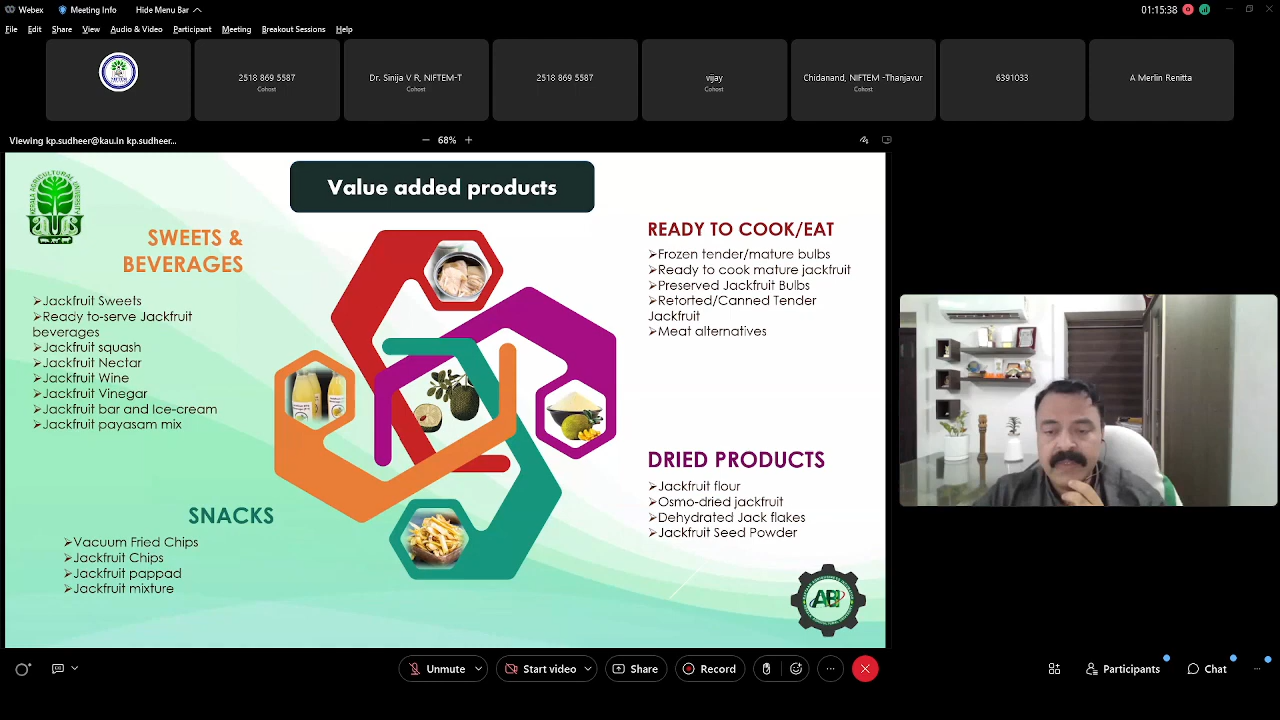 Webex
Meeting Info
Hide Menu Bar
01:15:38
File Edit Share View Audio & Video Participant Meeting Breakout Sessions Help
2518 869 5587
Cohost
Dr. Sinija V R, NIFTEM-T
Cohost
2518 869 5587
Cohost
vijay
Cohost
Chidanand, NIFTEM -Thanjavur
Cohost
6391033
A Merlin Renitta
Viewing kp.sudheer@kau.in kp.sudheer...
68%
Value added products
SWEETS &
BEVERAGES
➢Jackfruit Sweets
➢Ready to-serve Jackfruit
beverages
➢Jackfruit squash
➢Jackfruit Nectar
➢Jackfruit Wine
➢Jackfruit Vinegar
➢Jackfruit bar and Ice-cream
➢Jackfruit payasam mix
SNACKS
➢Vacuum Fried Chips
➢Jackfruit Chips
➢Jackfruit pappad
➢Jackfruit mixture
READY TO COOK/EAT
➢Frozen tender/mature bulbs
➢Ready to cook mature jackfruit
➢Preserved Jackfruit Bulbs
➢Retorted/Canned Tender
Jackfruit
➢Meat alternatives
DRIED PRODUCTS
➢Jackfruit flour
➢Osmo-dried jackfruit
➢Dehydrated Jack flakes
➢Jackfruit Seed Powder
ABI
Unmute
Start video
Share
Record
Participants
Chat